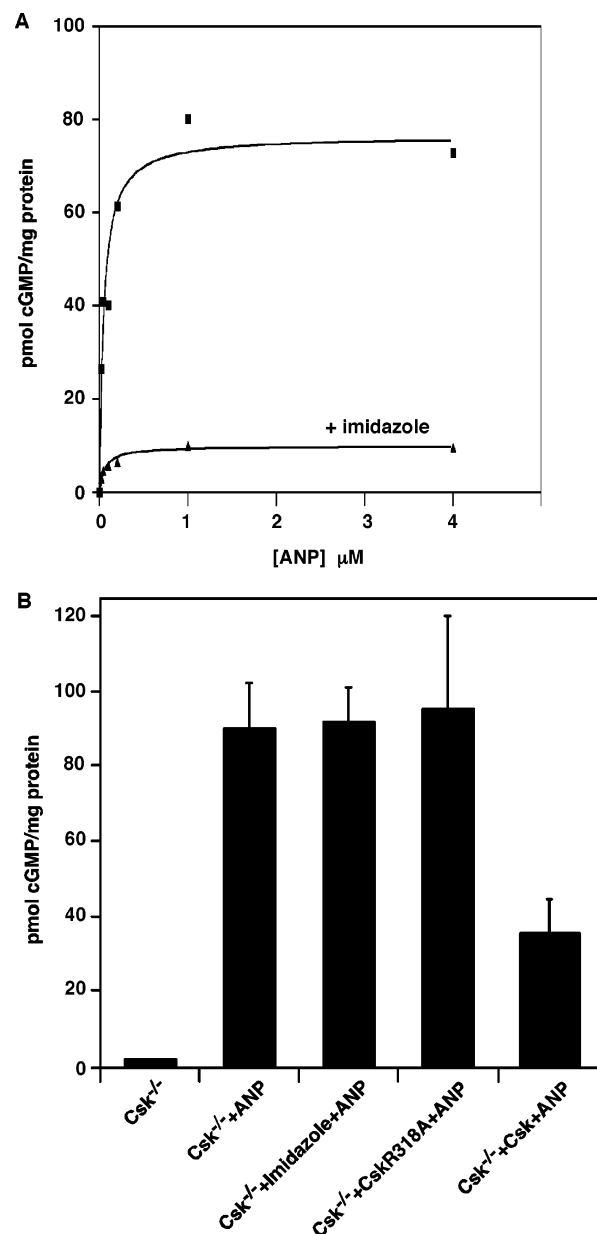 A
100
80
60
40
20
0
pmol cGMP/mg protein
+ imidazole
0 1 2 3 4
[ANP] μM
B
120
100
80
60
40
20
0
pmol cGMP/mg protein
Csk-/-
Csk-/-+ANP
Csk-/-+Imidazole+ANP
Csk-/-+CskR318A+ANP
Csk-/-+Csk+ANP